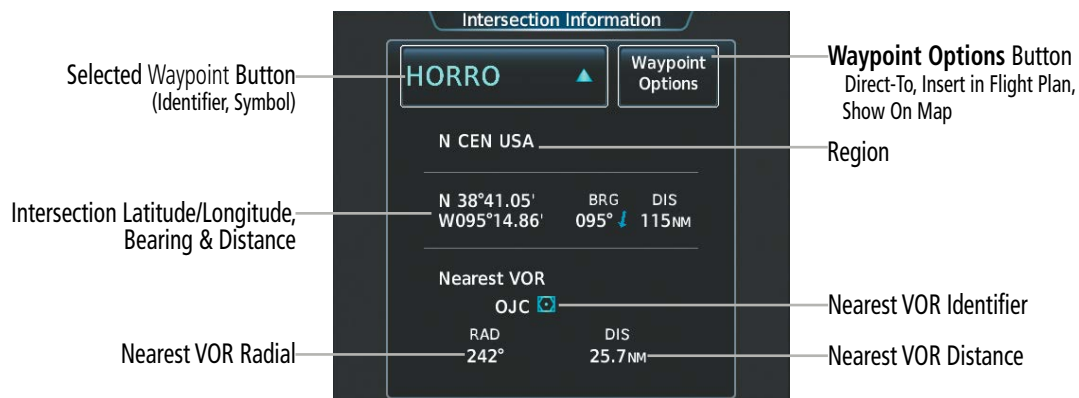 Intersection Information
Selected Waypoint Button
(Identifier, Symbol)
HORRO
Waypoint
Options
Waypoint Options Button
Direct-To, Insert in Flight Plan,
Show On Map
N CEN USA
Region
Intersection Latitude/Longitude,
Bearing & Distance
N 38°41.05' BRG DIS
W095°14.86' 095° 115NM
Nearest VOR
OJC
Nearest VOR Identifier
RAD DIS
Nearest VOR Radial
242° 25.7NM
Nearest VOR Distance